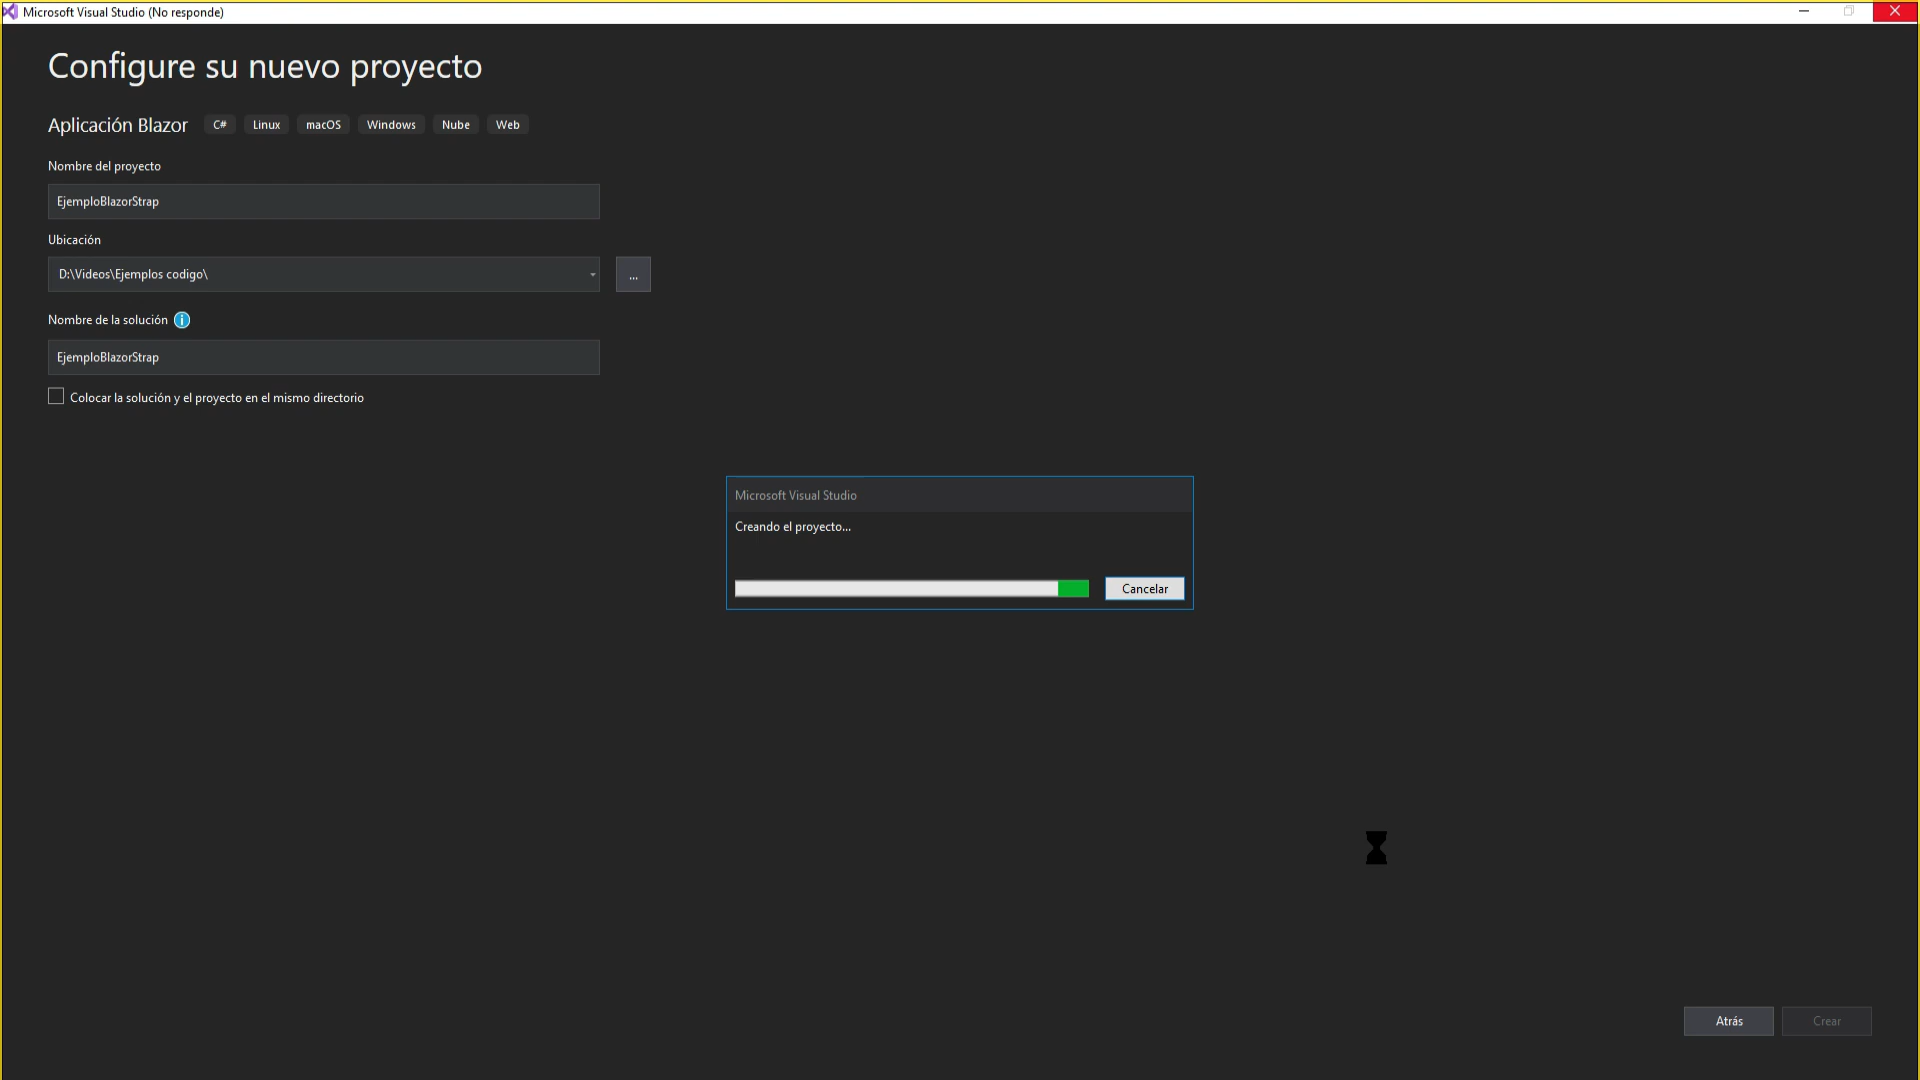 Microsoft Visual Studio (No responde)
Configure su nuevo proyecto
Aplicación Blazor C# Linux macOS Windows Nube Web
Nombre del proyecto
EjemploBlazorStrap
Ubicación
D:\Videos\Ejemplos codigo\
...
Nombre de la solución
EjemploBlazorStrap
Colocar la solución y el proyecto en el mismo directorio
Microsoft Visual Studio
Creando el proyecto...
Cancelar
Atrás Crear